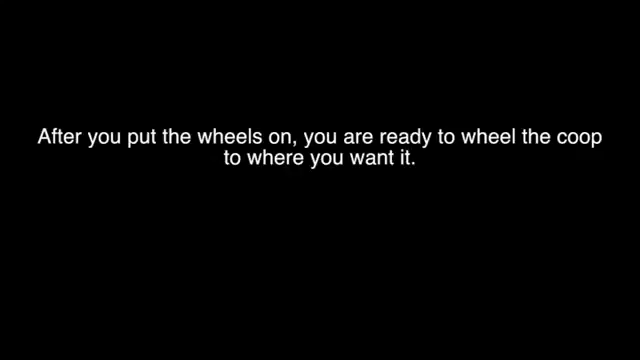 After you put the wheels on, you are ready to wheel the coop
to where you want it.